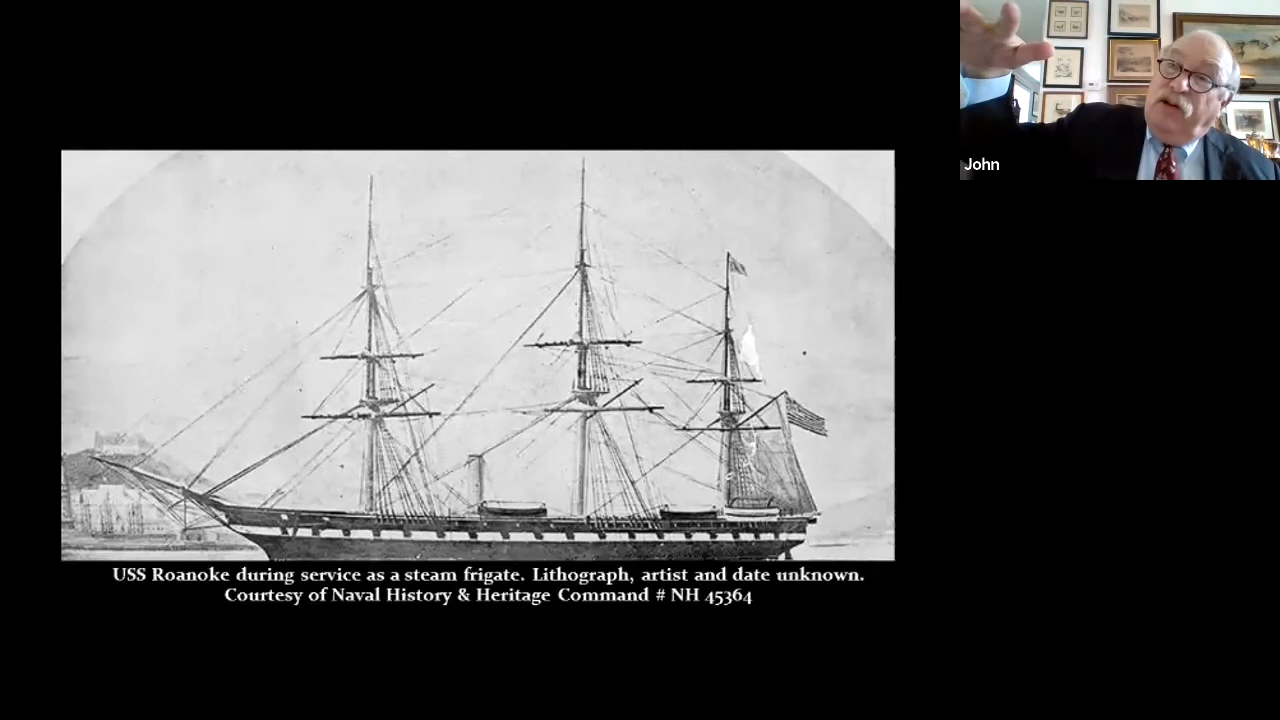 John
USS Roanoke during service as a steam frigate. Lithograph, artist and date unknown.
Courtesy of Naval History & Heritage Command # NH 45364